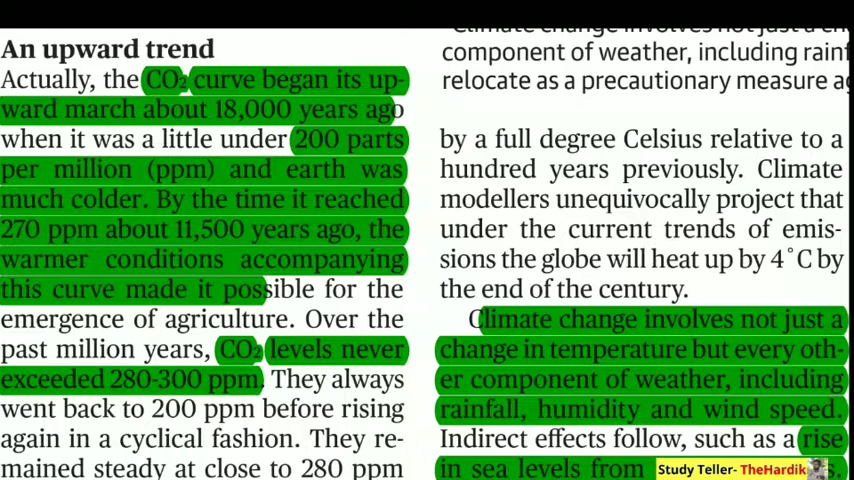 An upward trend
Actually, the CO2 curve began its up-
ward march about 18,000 years ago
when it was a little under 200 parts
per million (ppm) and earth was
much colder. By the time it reached
270 ppm about 11,500 years ago, the
warmer conditions accompanying
this curve made it possible for the
emergence of agriculture. Over the
past million years, CO2 levels never
exceeded 280-300 ppm. They always
went back to 200 ppm before rising
again in a cyclical fashion. They re-
mained steady at close to 280 ppm
Climate change involves not just a
component of weather, including rainf
relocate as a precautionary measure ag
by a full degree Celsius relative to a
hundred years previously. Climate
modellers unequivocally project that
under the current trends of emis-
sions the globe will heat up by 4°C by
the end of the century.
Climate change involves not just a
change in temperature but every oth-
er component of weather, including
rainfall, humidity and wind speed.
Indirect effects follow, such as a rise
in sea levels from
Study Teller- TheHardik